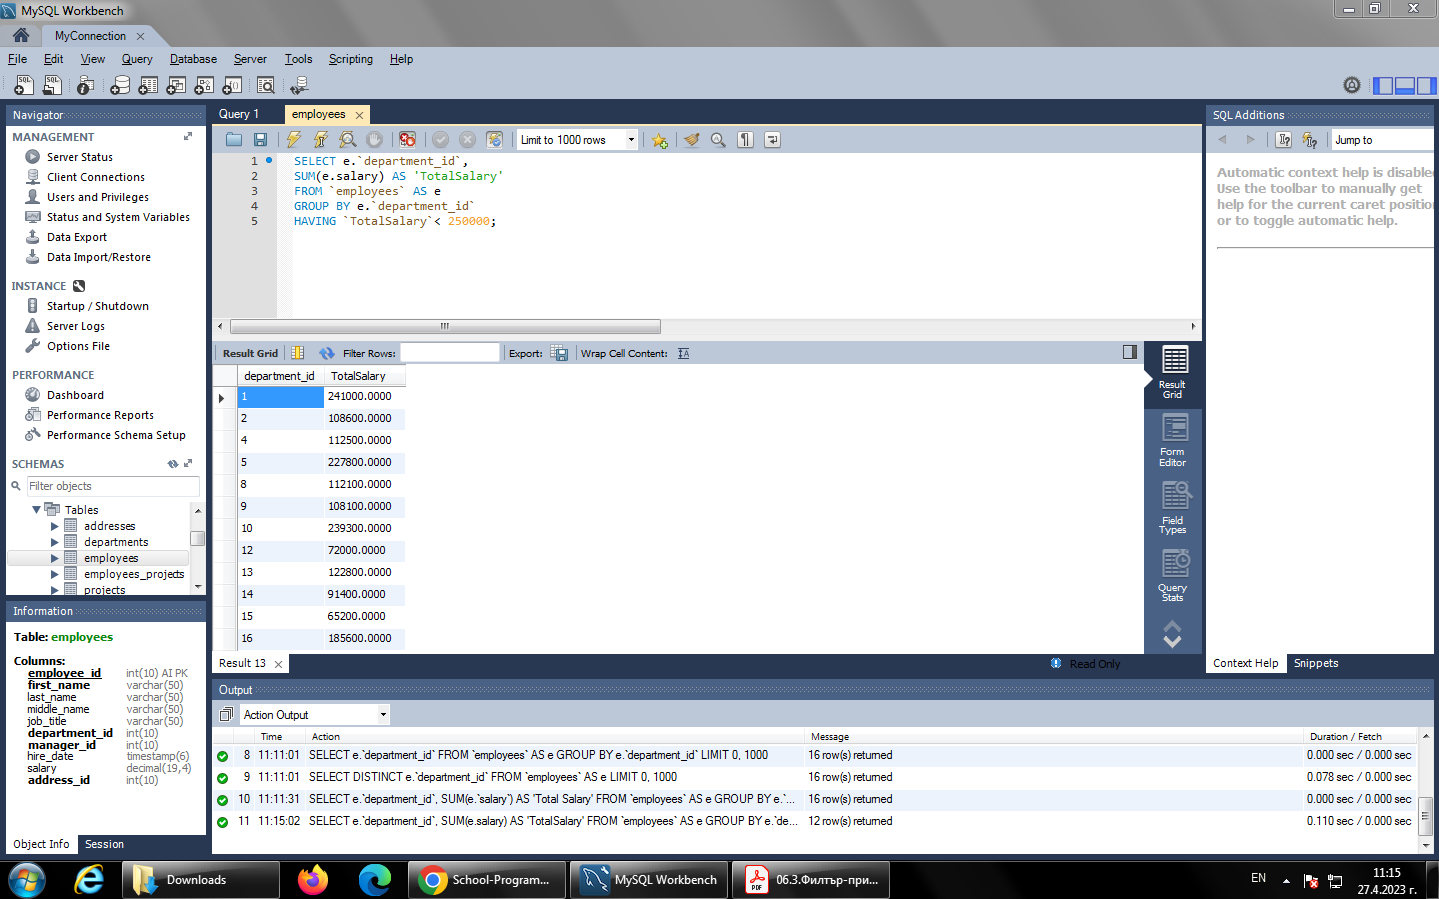 MySQL Workbench
MyConnection
File Edit View Query Database Server Tools Scripting Help
Navigator
MANAGEMENT
Server Status
Client Connections
Users and Privileges
Status and System Variables
Data Export
Data Import/Restore
INSTANCE
Startup / Shutdown
Server Logs
Options File
PERFORMANCE
Dashboard
Performance Reports
Performance Schema Setup
SCHEMAS
Filter objects
Tables
addresses
departments
employees
employees_projects
projects
Information
Table: employees
Columns:
employee_id int(10) AI PK
first_name varchar(50)
last_name varchar(50)
middle_name varchar(50)
job_title varchar(50)
department_id int(10)
manager_id int(10)
hire_date timestamp(6)
salary decimal(19,4)
address_id int(10)
Object Info Session
Query 1 employees
Limit to 1000 rows
1 SELECT e.`department_id`,
2 SUM(e.salary) AS 'TotalSalary'
3 FROM `employees` AS e
4 GROUP BY e.`department_id`
5 HAVING `TotalSalary`< 250000;
Result Grid Filter Rows: Export: Wrap Cell Content:
department_id TotalSalary
1 241000.0000
2 108600.0000
4 112500.0000
5 227800.0000
8 112100.0000
9 108100.0000
10 239300.0000
12 72000.0000
13 122800.0000
14 91400.0000
15 65200.0000
16 185600.0000
Result Grid
Form Editor
Field Types
Query Stats
Result 13
Read Only
SQL Additions
Jump to
Automatic context help is disable
Use the toolbar to manually get
help for the current caret position
or to toggle automatic help.
Context Help Snippets
Output
Action Output
Time Action Message Duration / Fetch
8 11:11:01 SELECT e.`department_id` FROM `employees` AS e GROUP BY e.`department_id` LIMIT 0, 1000 16 row(s) returned 0.000 sec / 0.000 sec
9 11:11:01 SELECT DISTINCT e.`department_id` FROM `employees` AS e LIMIT 0, 1000 16 row(s) returned 0.078 sec / 0.000 sec
10 11:11:31 SELECT e.`department_id`, SUM(e.`salary`) AS 'Total Salary' FROM `employees` AS e GROUP BY e.`... 16 row(s) returned 0.000 sec / 0.000 sec
11 11:15:02 SELECT e.`department_id`, SUM(e.salary) AS 'TotalSalary' FROM `employees` AS e GROUP BY e.`de... 12 row(s) returned 0.110 sec / 0.000 sec
Downloads
School-Program...
MySQL Workbench
06.3.Филтър-при...
EN
11:15
27.4.2023 г.